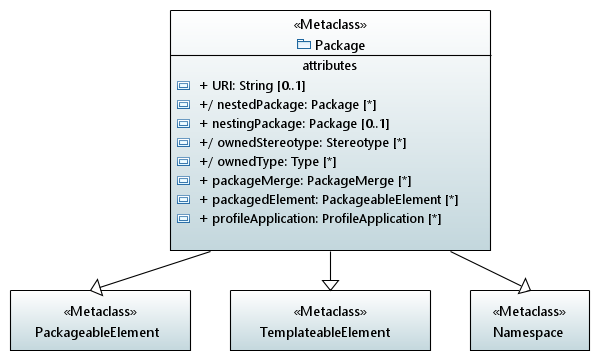 «Metaclass»
Package
attributes
+ URI: String [0..1]
+/ nestedPackage: Package [*]
+ nestingPackage: Package [0..1]
+/ ownedStereotype: Stereotype [*]
+/ ownedType: Type [*]
+ packageMerge: PackageMerge [*]
+ packagedElement: PackageableElement [*]
+ profileApplication: ProfileApplication [*]
«Metaclass»
PackageableElement
«Metaclass»
TemplateableElement
«Metaclass»
Namespace